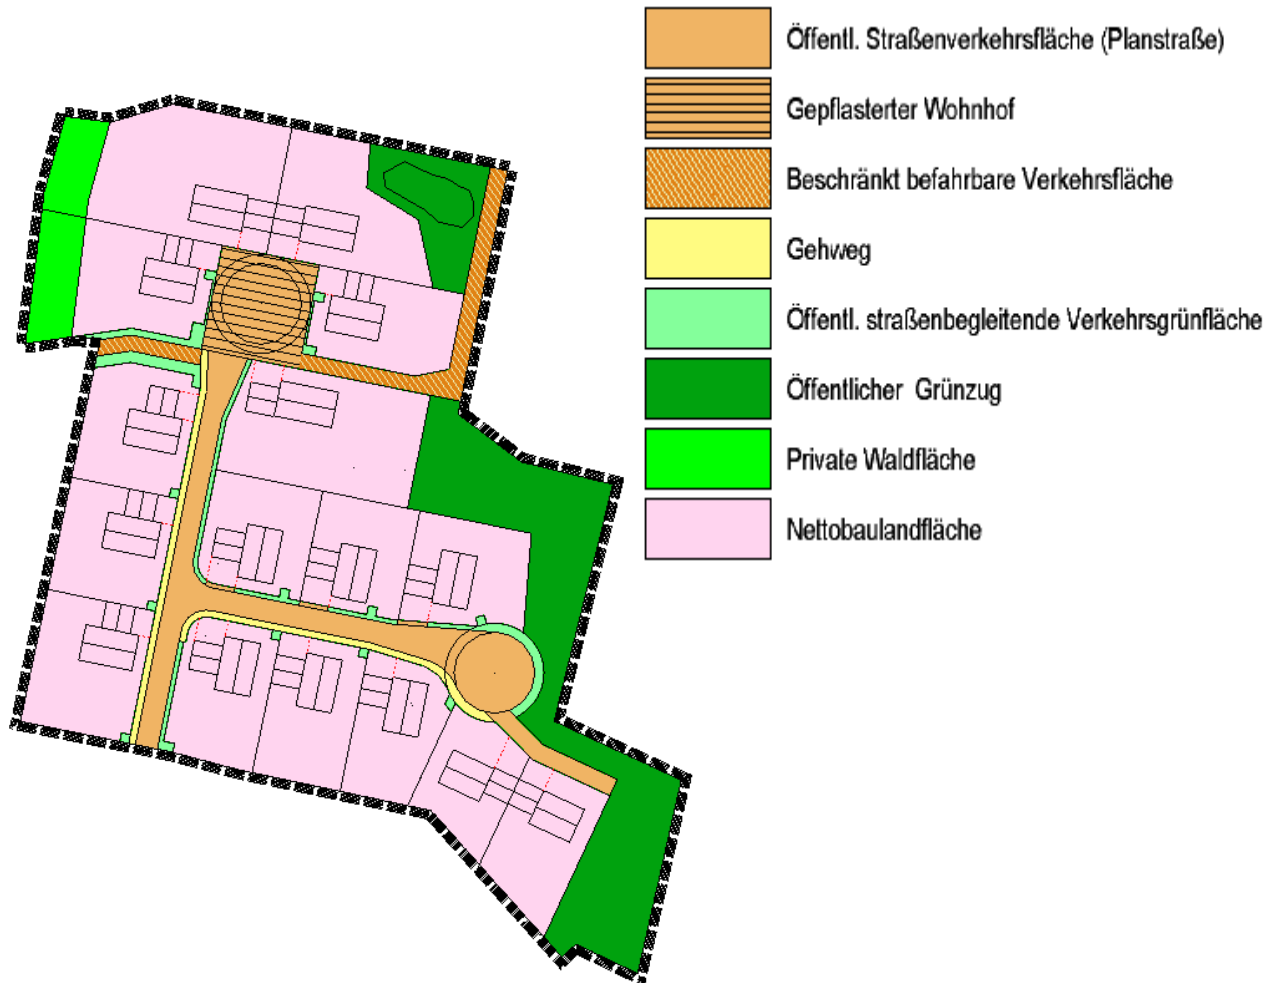 Öffentl. Straßenverkehrsfläche (Planstraße)
Gepflasterter Wohnhof
Beschränkt befahrbare Verkehrsfläche
Gehweg
Öffentl. straßenbegleitende Verkehrsgrünfläche
Öffentlicher Grünzug
Private Waldfläche
Nettobaulandfläche